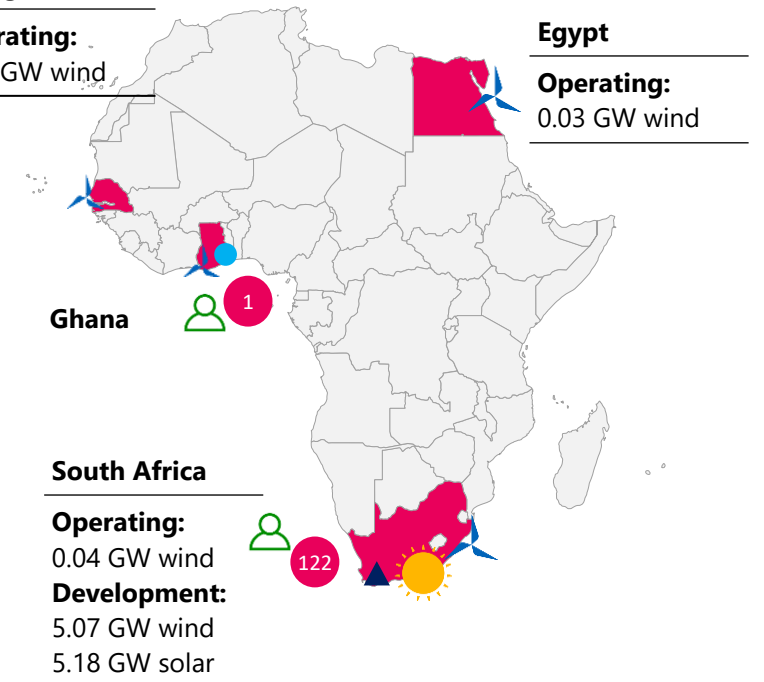 rating:
GW wind
Egypt
Operating:
0.03 GW wind
Ghana
1
South Africa
Operating:
0.04 GW wind
Development:
5.07 GW wind
5.18 GW solar
122